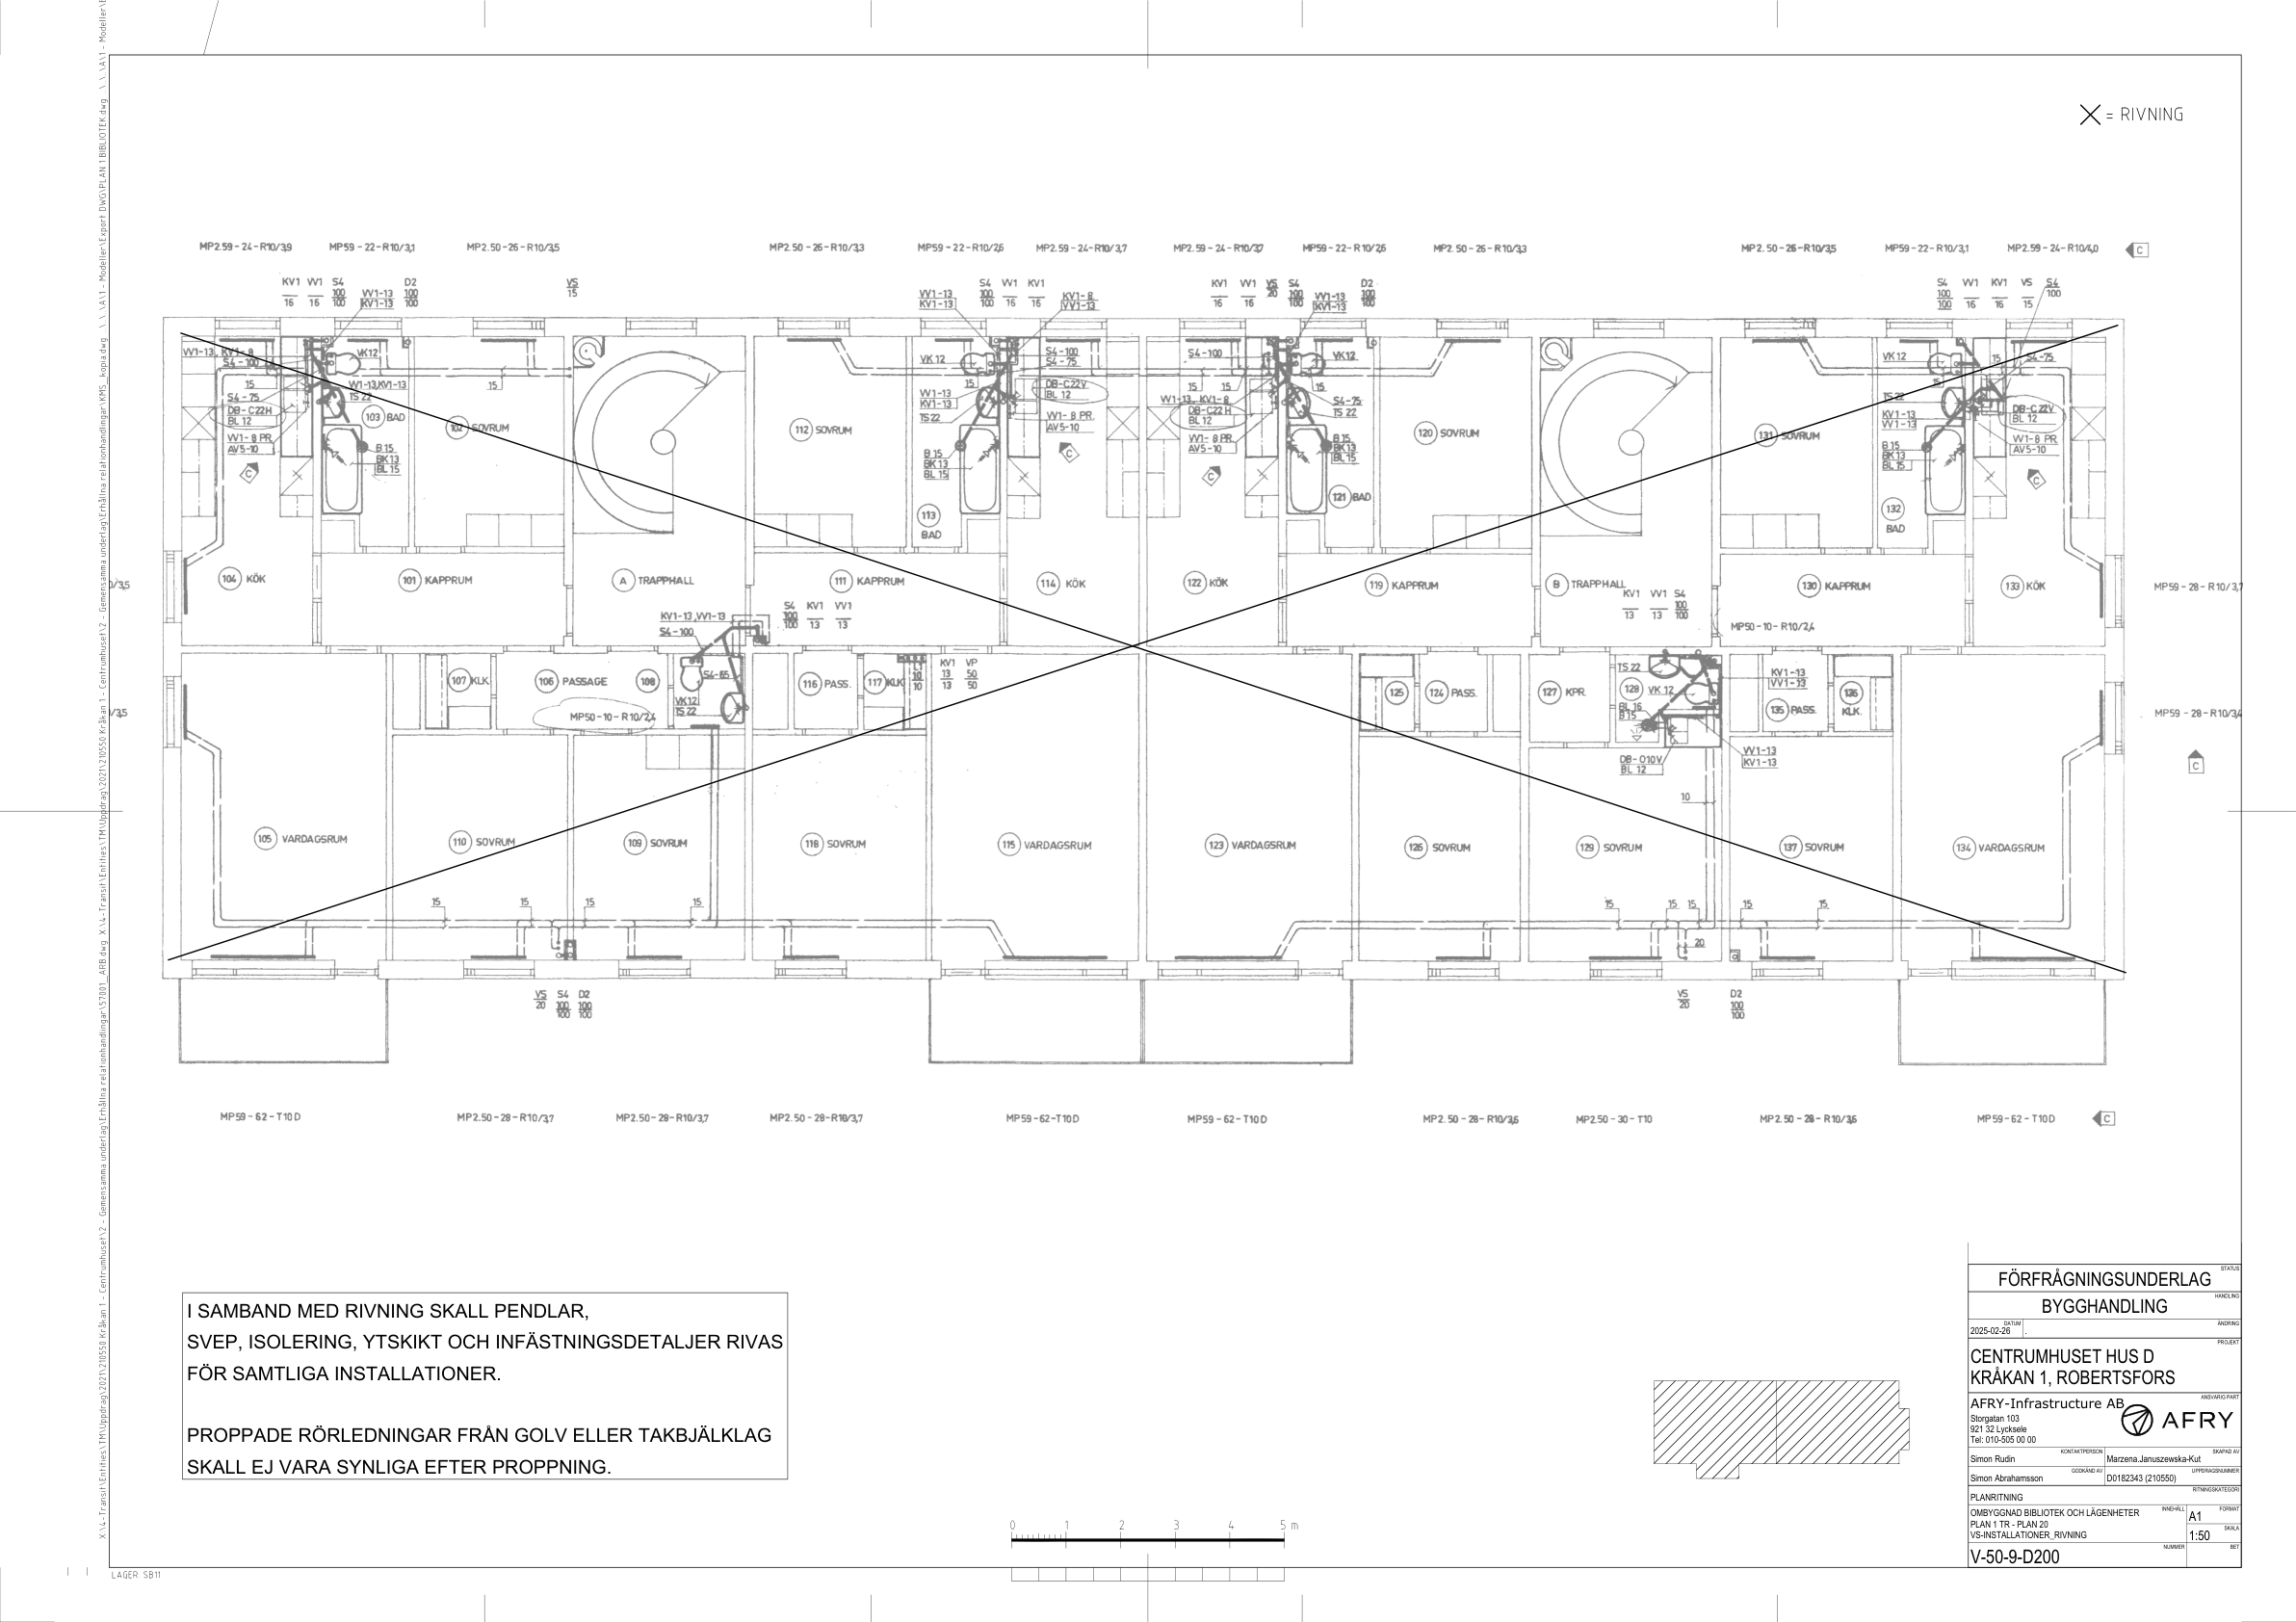 X = RIVNING
MP2.59-24-R10/3,9 MP59-22-R10/3,1 MP2.50-26-R10/3,5 MP2.50-26-R10/3,3 MP59-22-R10/2,6 MP2.59-24-R10/3,7 MP2.59-24-R10/3,7 MP59-22-R10/2,6 MP2.50-26-R10/3,3 MP2.50-26-R10/3,5 MP59-22-R10/3,1 MP2.59-24-R10/4,0 C
KV1 VV1 S4 D2 VS S4 VV1 KV1 KV1 VV1 VS S4 D2 S4 VV1 KV1 VS S4
16 16 100 100 VV1-13 KV1-13 100 100 15
VV1-13 KV1-13 100 100 16 16 KV1-8 VV1-13
16 16 20 100 100 VV1-13 KV1-13 100 100
100 100 16 16 15 100
VV1-13, KV1-8
S4-100
15
S4-75
DB-C22H
BL 12
VV1-8 PR.
AV5-10
C
VK12
VV1-13,KV1-13
TS 22
103 BAD
B 15
BK 13
BL 15
15
102 SOVRUM
112 SOVRUM
VK 12
15
VV1-13
KV1-13
TS 22
B 15
BK 13
BL 15
113
BAD
S4-100
S4-75
DB-C22V
BL 12
VV1-8 PR.
AV5-10
C
S4-100
15 15
VV1-13, KV1-8
DB-C22H
BL 12
VV1-8 PR.
AV5-10
C
VK12
15
S4-75
TS 22
B 15
BK 13
BL 15
121 BAD
120 SOVRUM
131 SOVRUM
VK 12
15
TS 22
KV1-13
VV1-13
B 15
BK 13
BL 15
132
BAD
15
S4-75
DB-C22V
BL 12
VV1-8 PR.
AV5-10
C
104 KÖK 101 KAPPRUM A TRAPPHALL 111 KAPPRUM 114 KÖK 122 KÖK 119 KAPPRUM B TRAPPHALL 130 KAPPRUM 133 KÖK
0/3,5
MP59-28-R10/3,7
KV1-13,VV1-13
S4-100
S4 KV1 VV1
100 100 13 13
KV1 VV1 S4
13 13 100 100
MP50-10-R10/2,4
107 KLK. 106 PASSAGE 108
MP50-10-R10/2,4
S4-65
VK12
TS 22
116 PASS. 117 KLK
10
10
KV1 VP
13 50
13 50
125 124 PASS. 127 KPR.
TS 22
128 VK 12
BL 16
B 15
KV1-13
VV1-13
135 PASS.
136
KLK.
/3,5
MP59-28-R10/3,4
DB-O10V
BL 12
VV1-13
KV1-13
C
10
105 VARDAGSRUM 110 SOVRUM 109 SOVRUM 118 SOVRUM 115 VARDAGSRUM 123 VARDAGSRUM 126 SOVRUM 129 SOVRUM 137 SOVRUM 134 VARDAGSRUM
15 15 15 15 15 15 15 15 15
20
VS S4 D2 VS D2
20 100 100 20 100
100 100 100
MP59-62-T10D MP2.50-28-R10/3,7 MP2.50-28-R10/3,7 MP2.50-28-R10/3,7 MP59-62-T10D MP59-62-T10D MP2.50-28-R10/3,6 MP2.50-30-T10 MP2.50-28-R10/3,6 MP59-62-T10D C
I SAMBAND MED RIVNING SKALL PENDLAR,
SVEP, ISOLERING, YTSKIKT OCH INFÄSTNINGSDETALJER RIVAS
FÖR SAMTLIGA INSTALLATIONER.
PROPPADE RÖRLEDNINGAR FRÅN GOLV ELLER TAKBJÄLKLAG
SKALL EJ VARA SYNLIGA EFTER PROPPNING.
0 1 2 3 4 5 m
STATUS
FÖRFRÅGNINGSUNDERLAG
HANDLING
BYGGHANDLING
DATUM ÄNDRING
2025-02-26 .
PROJEKT
CENTRUMHUSET HUS D
KRÅKAN 1, ROBERTSFORS
ANSVARIG PART
AFRY-Infrastructure AB
Storgatan 103
921 32 Lycksele
Tel: 010-505 00 00
AFRY
KONTAKTPERSON SKAPAD AV
Simon Rudin Marzena.Januszewska-Kut
GODKÄND AV UPPDRAGSNUMMER
Simon Abrahamsson D0182343 (210550)
RITNINGSKATEGORI
PLANRITNING
INNEHÅLL FORMAT
OMBYGGNAD BIBLIOTEK OCH LÄGENHETER A1
PLAN 1 TR - PLAN 20
SKALA
VS-INSTALLATIONER_RIVNING 1:50
NUMMER BET
V-50-9-D200
LAGER SB11